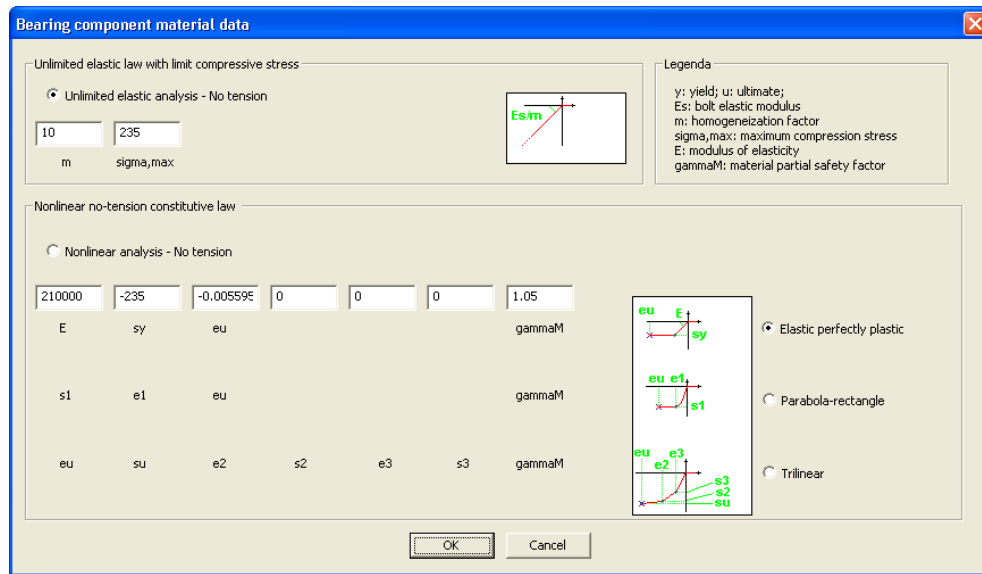 Bearing component material data
Unlimited elastic law with limit compressive stress
Unlimited elastic analysis - No tension
10 235
m sigma,max
Es/m
Legenda
y: yield; u: ultimate;
Es: bolt elastic modulus
m: homogeneization factor
sigma,max: maximum compression stress
E: modulus of elasticity
gammaM: material partial safety factor
Nonlinear no-tension constitutive law
Nonlinear analysis - No tension
210000 -235 -0.005595 0 0 0 1.05
E sy eu gammaM
s1 e1 eu gammaM
eu su e2 s2 e3 s3 gammaM
eu E
sy
Elastic perfectly plastic
eu e1
s1
Parabola-rectangle
eu e3
e2
s3
s2
su
Trilinear
OK Cancel